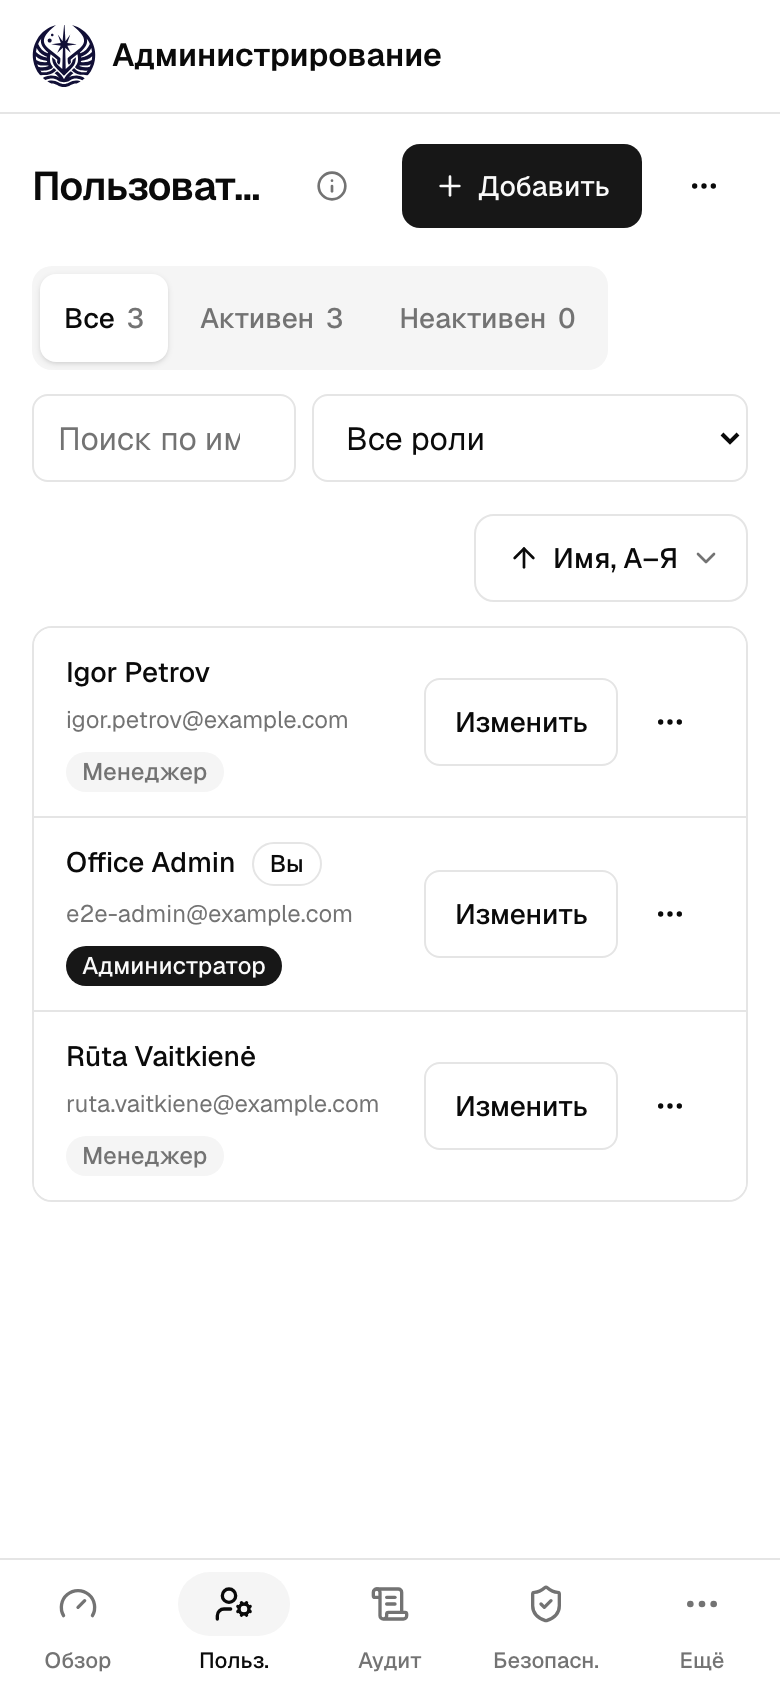 Администрирование
Пользоват...
+ Добавить
Все 3 Активен 3 Неактивен 0
Поиск по им
Все роли
Имя, А–Я
Igor Petrov
igor.petrov@example.com
Менеджер
Изменить
Office Admin Вы
e2e-admin@example.com
Администратор
Изменить
Rūta Vaitkienė
ruta.vaitkiene@example.com
Менеджер
Изменить
Обзор Польз. Аудит Безопасн. Ещё